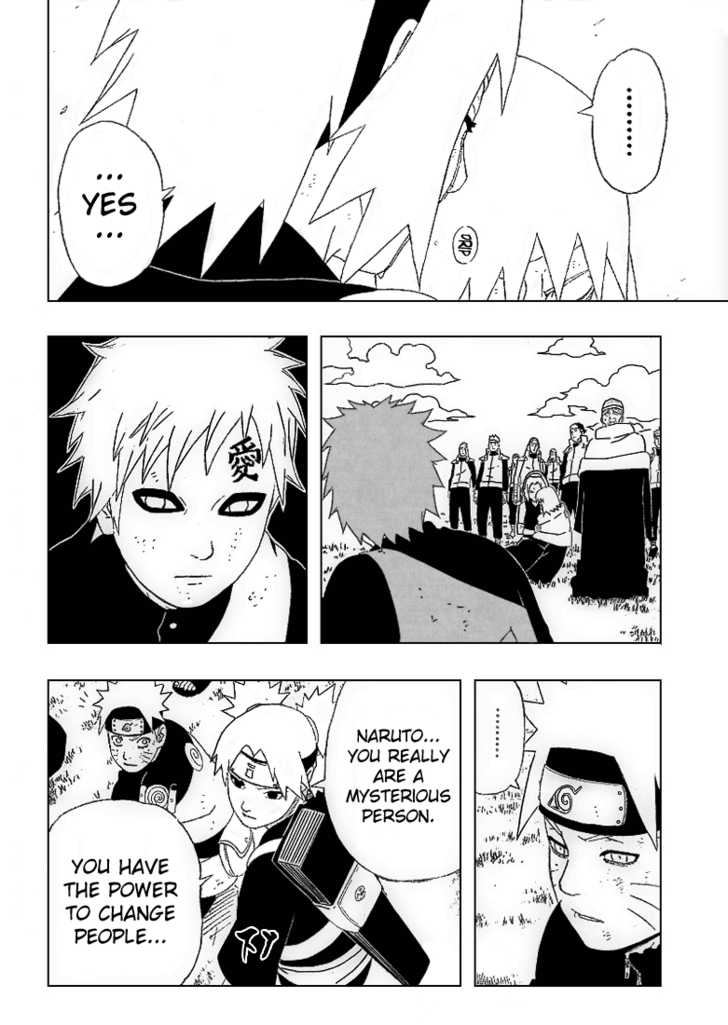 .........
...
YES
...
愛
........
NARUTO...
YOU REALLY
ARE A
MYSTERIOUS
PERSON.
YOU HAVE
THE POWER
TO CHANGE
PEOPLE...